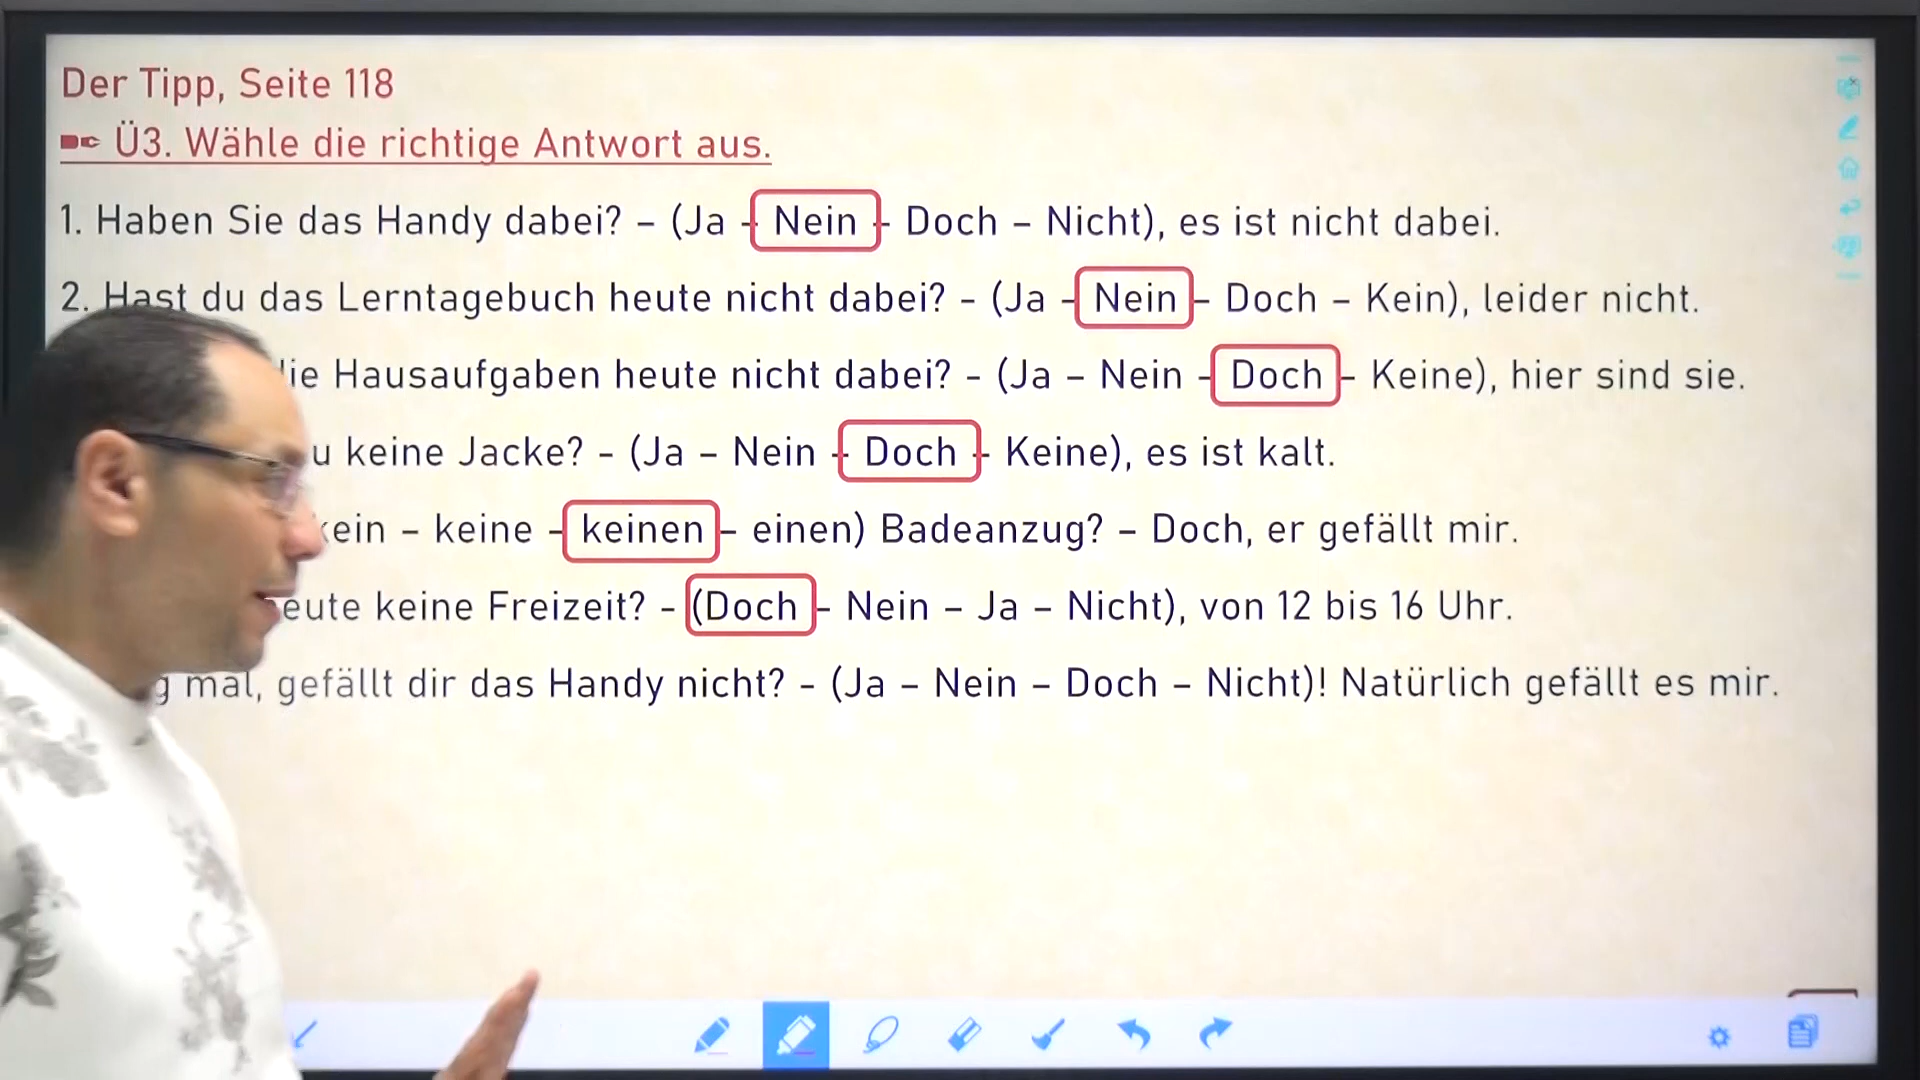 Der Tipp, Seite 118
Ü3. Wähle die richtige Antwort aus.
1. Haben Sie das Handy dabei? – (Ja – Nein – Doch – Nicht), es ist nicht dabei.
2. Hast du das Lerntagebuch heute nicht dabei? – (Ja – Nein – Doch – Kein), leider nicht.
Hausaufgaben heute nicht dabei? – (Ja – Nein – Doch – Keine), hier sind sie.
keine Jacke? – (Ja – Nein – Doch – Keine), es ist kalt.
– keine – keinen – einen) Badeanzug? – Doch, er gefällt mir.
keine Freizeit? – (Doch – Nein – Ja – Nicht), von 12 bis 16 Uhr.
mal, gefällt dir das Handy nicht? – (Ja – Nein – Doch – Nicht)! Natürlich gefällt es mir.